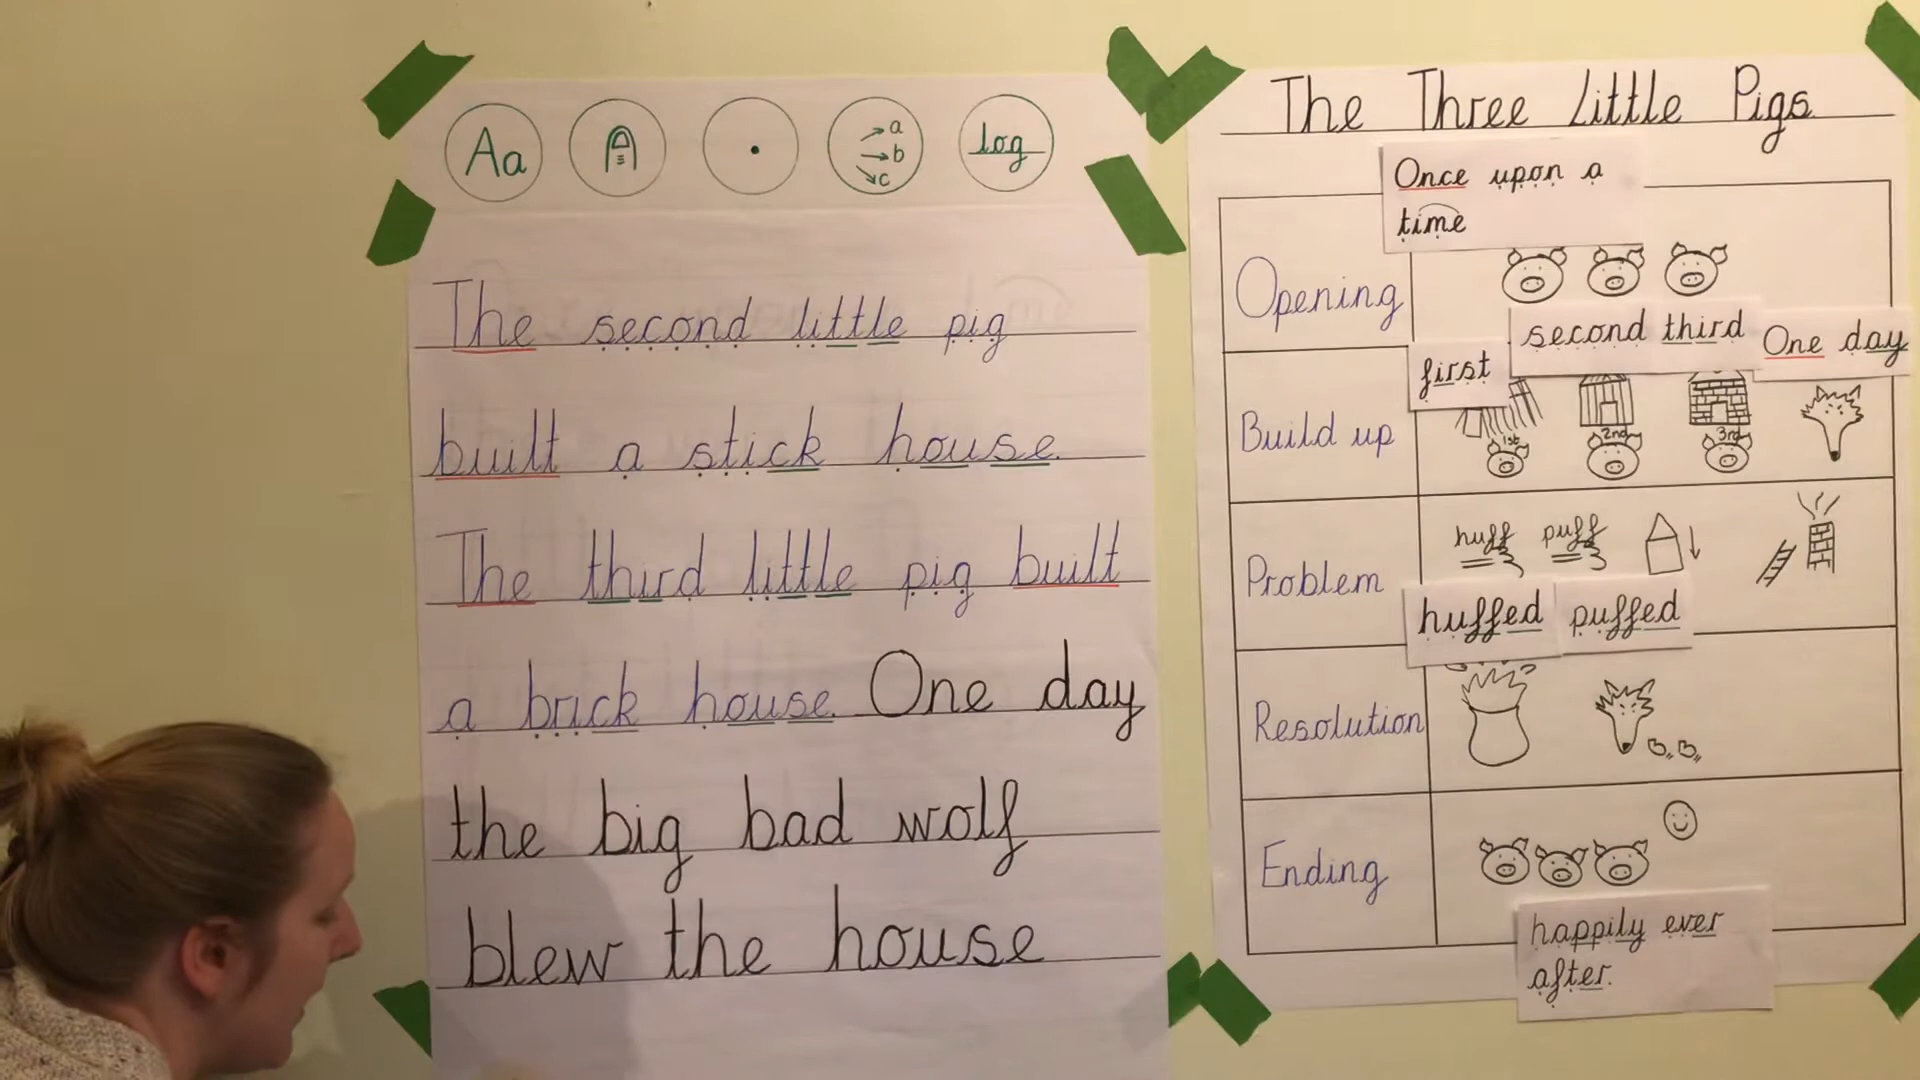 Aa
a
b
c
log
The second little pig
built a stick house.
The third little pig built
a brick house. One day
the big bad wolf
blew the house
The Three Little Pigs
Once upon a
time
Opening
first second third One day
Build up
1st 2nd 3rd
Problem
huff puff
huffed puffed
Resolution
Ending
happily ever
after.